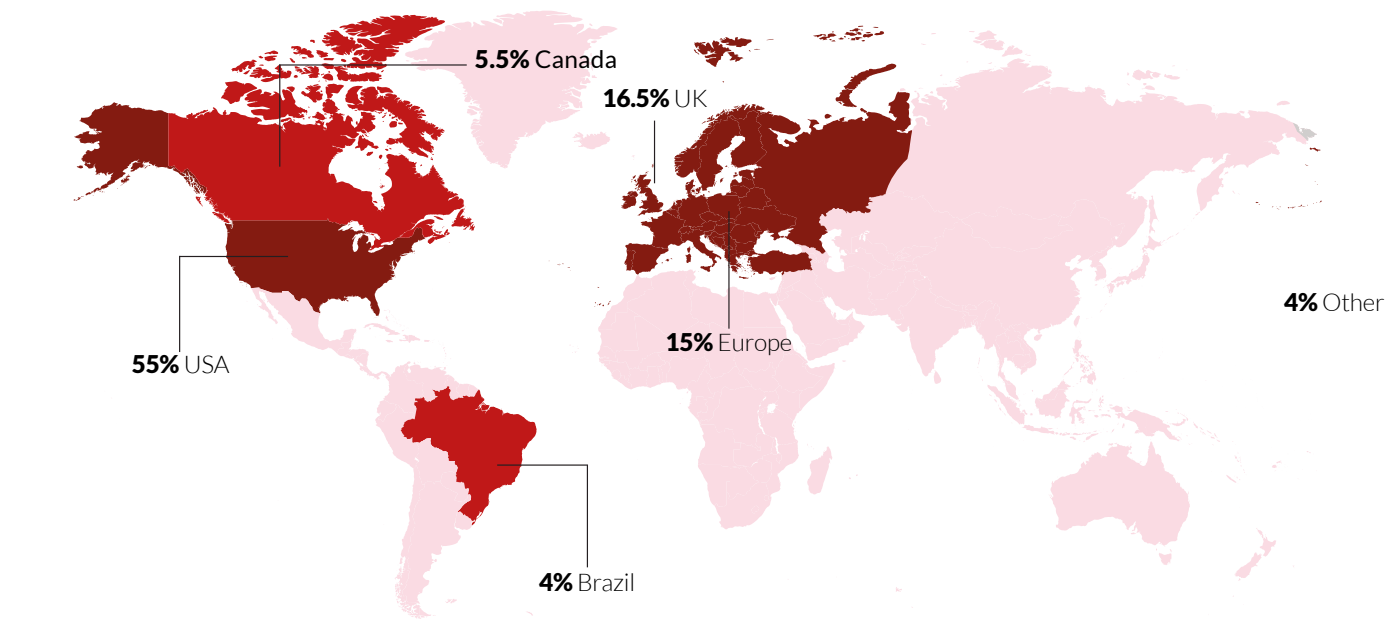 5.5% Canada
16.5% UK
4% Other
15% Europe
55% USA
4% Brazil